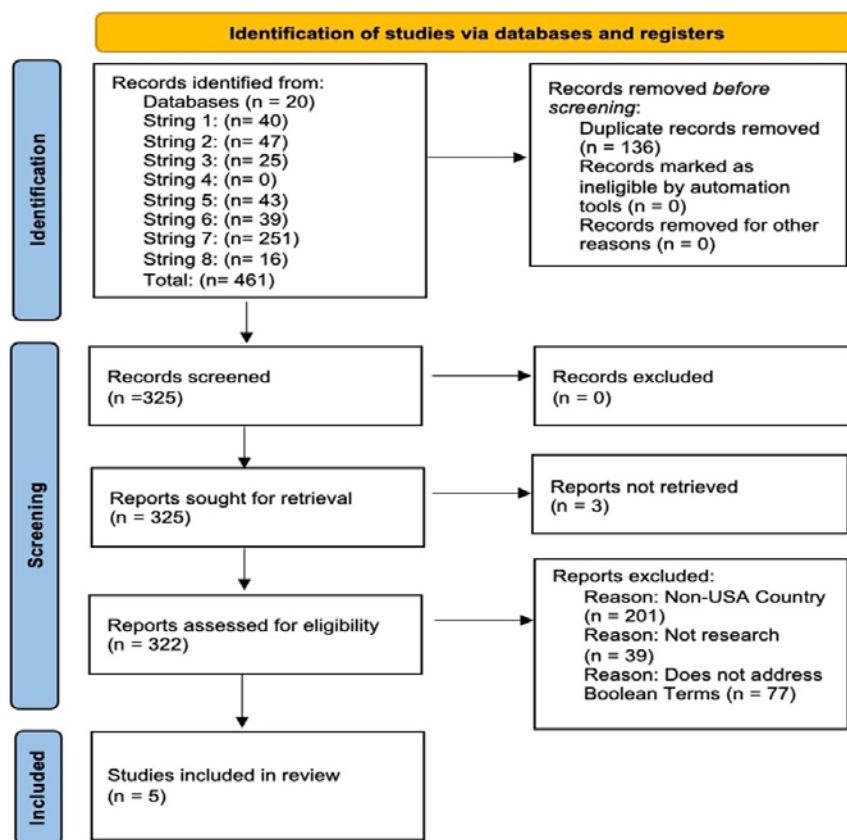 Identification of studies via databases and registers
Identification
Records identified from:
Databases (n = 20)
String 1: (n= 40)
String 2: (n= 47)
String 3: (n= 25)
String 4: (n= 0)
String 5: (n= 43)
String 6: (n= 39)
String 7: (n= 251)
String 8: (n= 16)
Total: (n= 461)
Records removed before
screening:
Duplicate records removed
(n = 136)
Records marked as
ineligible by automation
tools (n = 0)
Records removed for other
reasons (n = 0)
Screening
Records screened
(n =325)
Records excluded
(n = 0)
Reports sought for retrieval
(n = 325)
Reports not retrieved
(n = 3)
Reports assessed for eligibility
(n = 322)
Reports excluded:
Reason: Non-USA Country
(n = 201)
Reason: Not research
(n = 39)
Reason: Does not address
Boolean Terms (n = 77)
Included
Studies included in review
(n = 5)